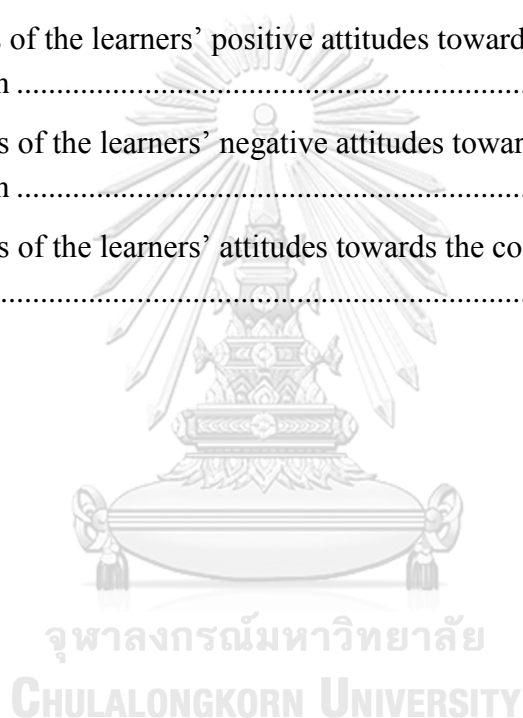 s of the learners’ positive attitudes toward
n ..........................................................................
s of the learners’ negative attitudes towar
n ..........................................................................
s of the learners’ attitudes towards the co
..........................................................................
จุฬาลงกรณ์มหาวิทยาลัย
CHULALONGKORN UNIVERSITY